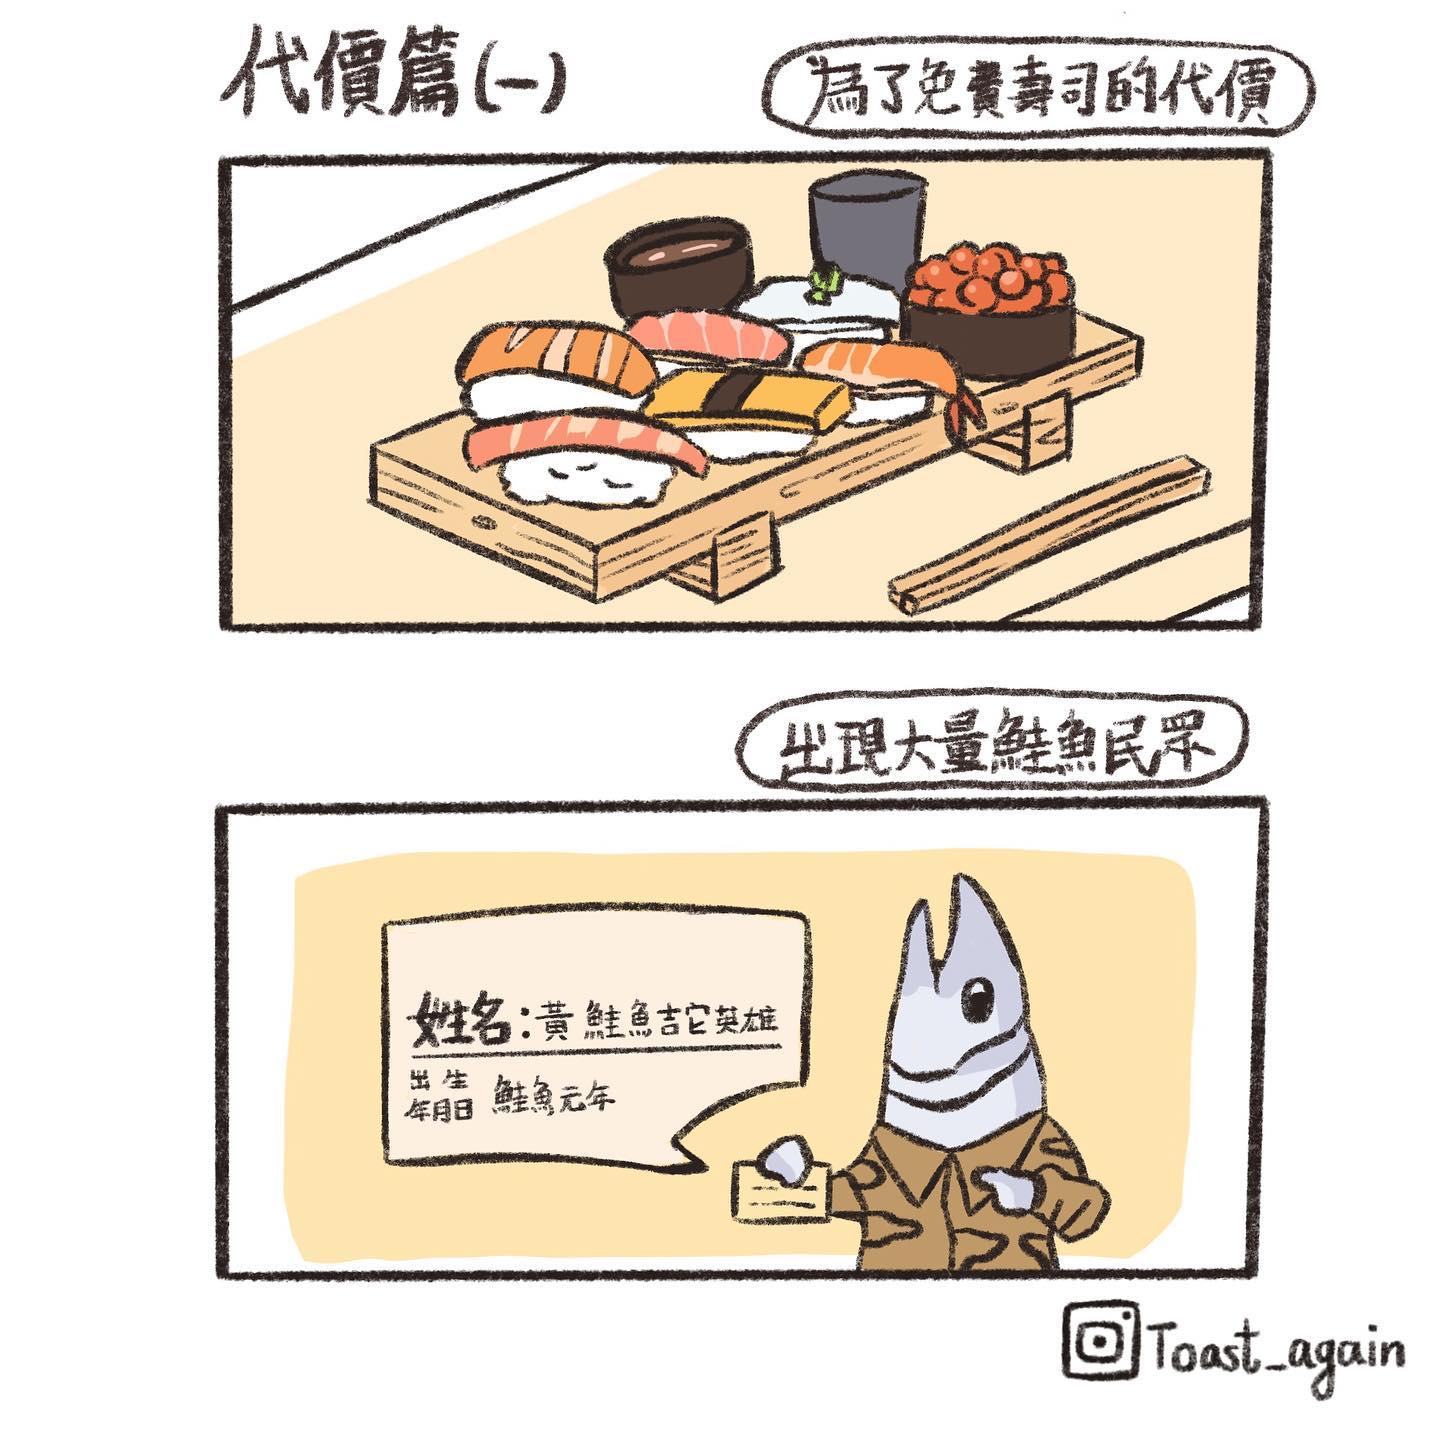 代價篇(一)
為了免費壽司的代價
出現大量鮭魚民眾
姓名:黃鮭魚吉它英雄
出生
年月日 鮭魚元年
Toast_again